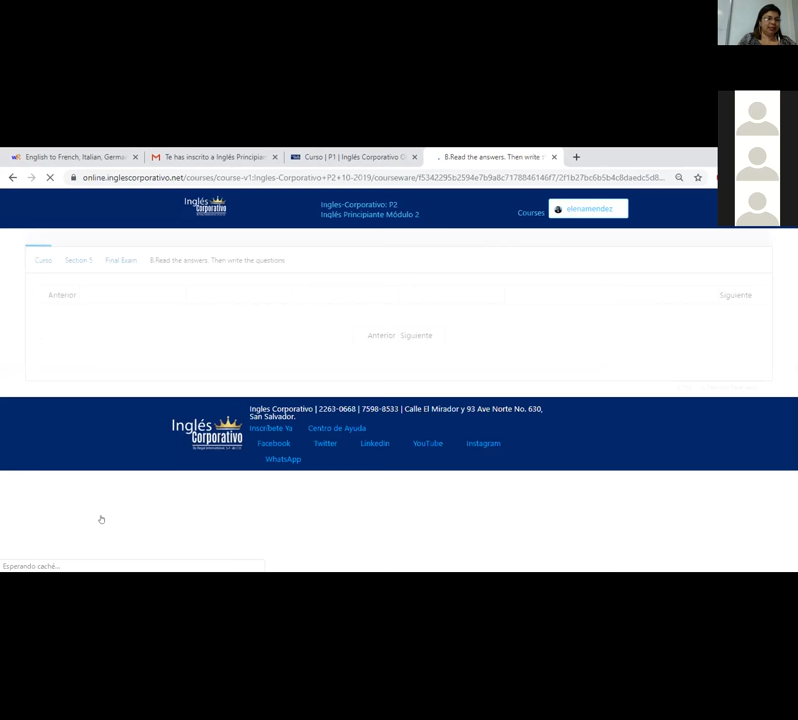 English to French, Italian, Germa
Te has inscrito a Inglés Principian
Curso | P1 | Inglés Corporativo O
B.Read the answers. Then write t
online.inglescorporativo.net/courses/course-v1:Ingles-Corporativo+P2+10-2019/courseware/f5342295b2594e7b9a8c7178846146f7/2f1b27bc6b5b4c8daedc5d8...
Inglés
Corporativo
Ingles-Corporativo: P2
Inglés Principiante Módulo 2
Courses
elenamendez
Curso
Section 5
Final Exam
B.Read the answers. Then write the questions
Anterior
Siguiente
Anterior Siguiente
Inglés
Corporativo
Ingles Corporativo | 2263-0668 | 7598-8533 | Calle El Mirador y 93 Ave Norte No. 630,
San Salvador.
Inscríbete Ya Centro de Ayuda
Facebook Twitter LinkedIn YouTube Instagram
WhatsApp
Esperando caché...